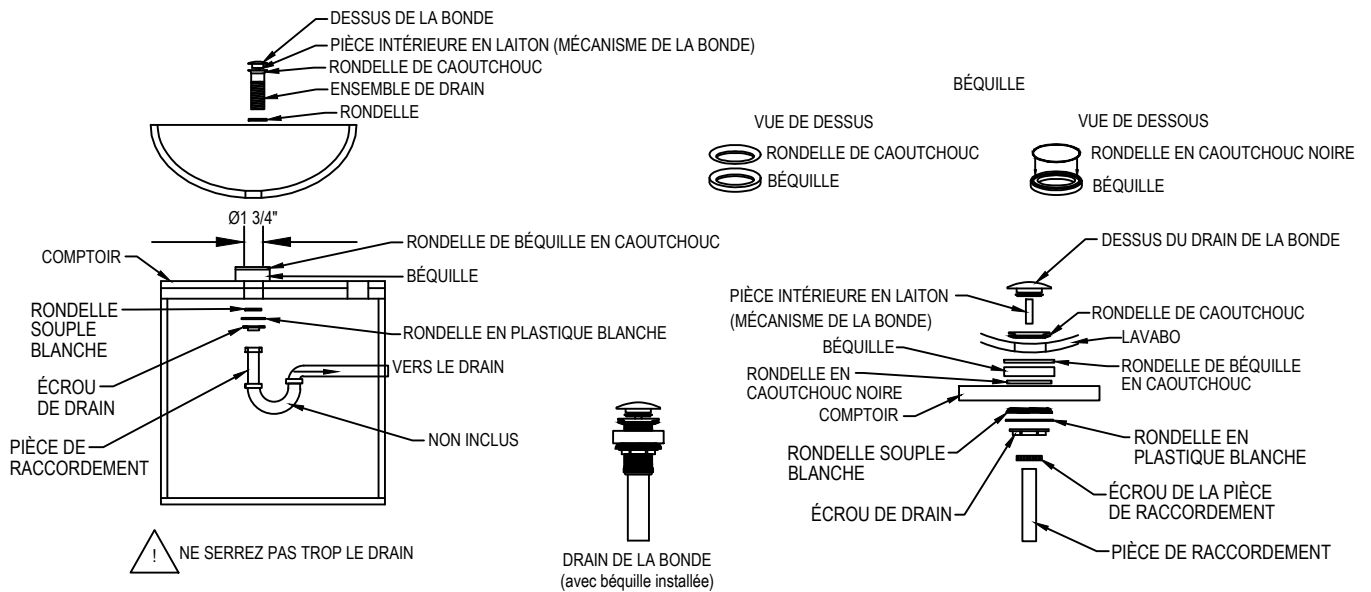 DESSUS DE LA BONDE
PIÈCE INTÉRIEURE EN LAITON (MÉCANISME DE LA BONDE)
RONDELLE DE CAOUTCHOUC
ENSEMBLE DE DRAIN
RONDELLE
Ø1 3/4"
RONDELLE DE BÉQUILLE EN CAOUTCHOUC
COMPTOIR
BÉQUILLE
RONDELLE
SOUPLE
BLANCHE
RONDELLE EN PLASTIQUE BLANCHE
VERS LE DRAIN
ÉCROU
DE DRAIN
NON INCLUS
PIÈCE DE
RACCORDEMENT
! NE SERREZ PAS TROP LE DRAIN
DRAIN DE LA BONDE
(avec béquille installée)
BÉQUILLE
VUE DE DESSUS
RONDELLE DE CAOUTCHOUC
BÉQUILLE
VUE DE DESSOUS
RONDELLE EN CAOUTCHOUC NOIRE
BÉQUILLE
DESSUS DU DRAIN DE LA BONDE
PIÈCE INTÉRIEURE EN LAITON
(MÉCANISME DE LA BONDE)
RONDELLE DE CAOUTCHOUC
LAVABO
BÉQUILLE
RONDELLE DE BÉQUILLE
EN CAOUTCHOUC
RONDELLE EN
CAOUTCHOUC NOIRE
COMPTOIR
RONDELLE SOUPLE
BLANCHE
RONDELLE EN
PLASTIQUE BLANCHE
ÉCROU DE DRAIN
ÉCROU DE LA PIÈCE
DE RACCORDEMENT
PIÈCE DE RACCORDEMENT